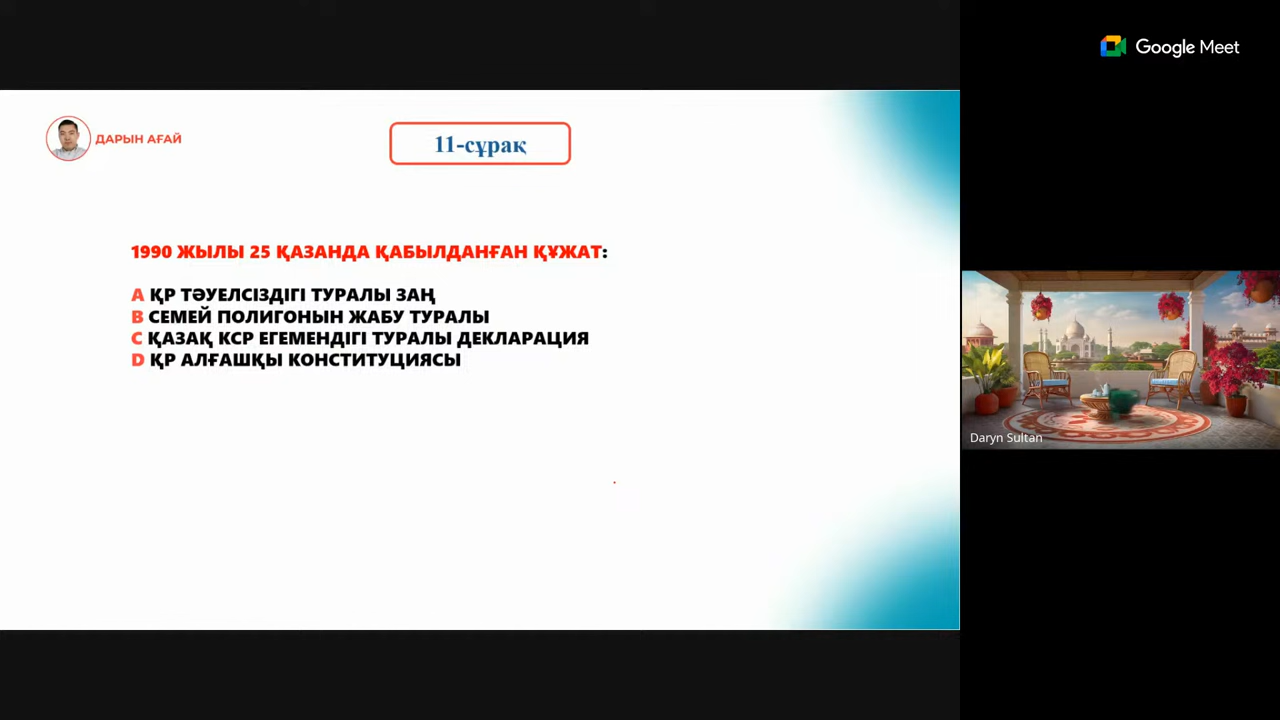 Google Meet
ДАРЫН АҒАЙ
11-сұрақ
1990 ЖЫЛЫ 25 ҚАЗАНДА ҚАБЫЛДАНҒАН ҚҰЖАТ:
A ҚР ТӘУЕЛСІЗДІГІ ТУРАЛЫ ЗАҢ
B СЕМЕЙ ПОЛИГОНЫН ЖАБУ ТУРАЛЫ
C ҚАЗАҚ КСР ЕГЕМЕНДІГІ ТУРАЛЫ ДЕКЛАРАЦИЯ
D ҚР АЛҒАШҚЫ КОНСТИТУЦИЯСЫ
Daryn Sultan